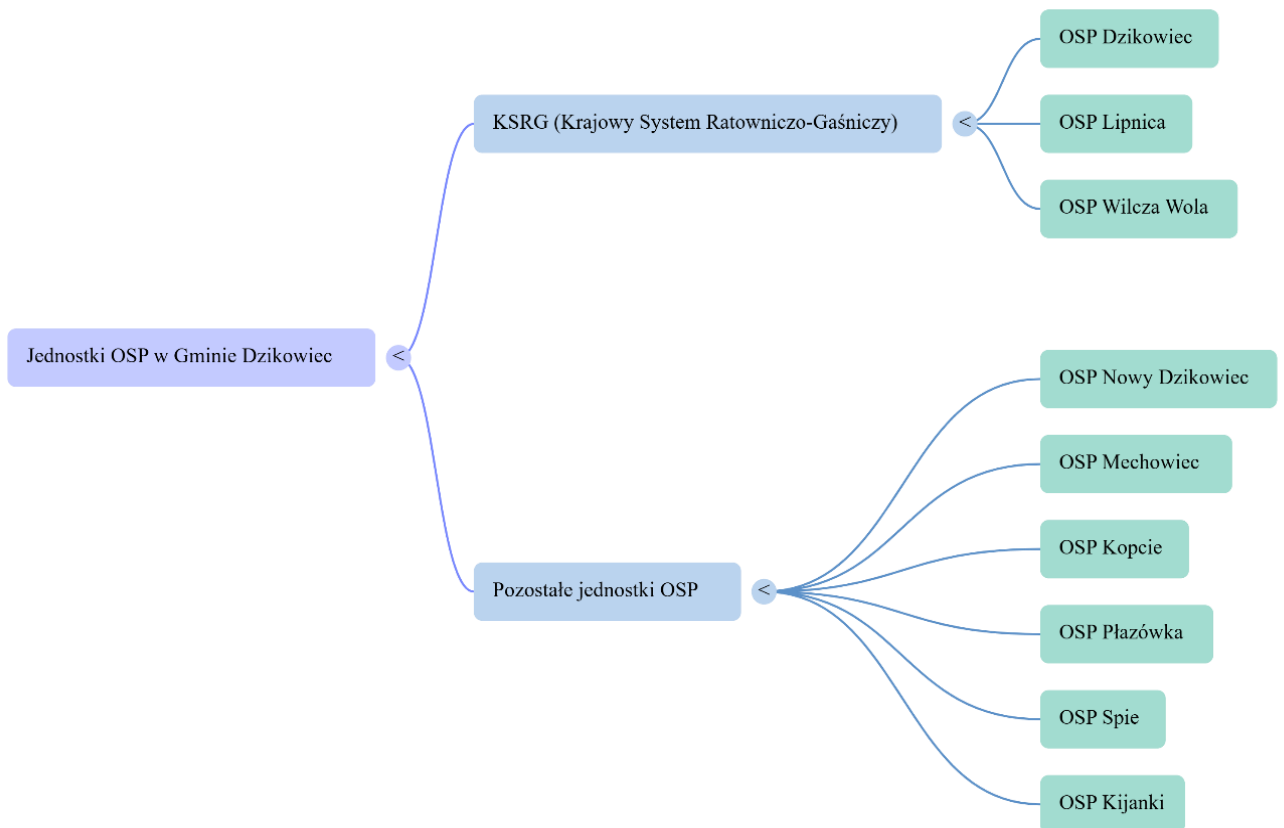 Jednostki OSP w Gminie Dzikowiec
<
KSRG (Krajowy System Ratowniczo-Gaśniczy)
<
OSP Dzikowiec
OSP Lipnica
OSP Wilcza Wola
Pozostałe jednostki OSP
<
OSP Nowy Dzikowiec
OSP Mechowiec
OSP Kopcie
OSP Płazówka
OSP Spie
OSP Kijanki